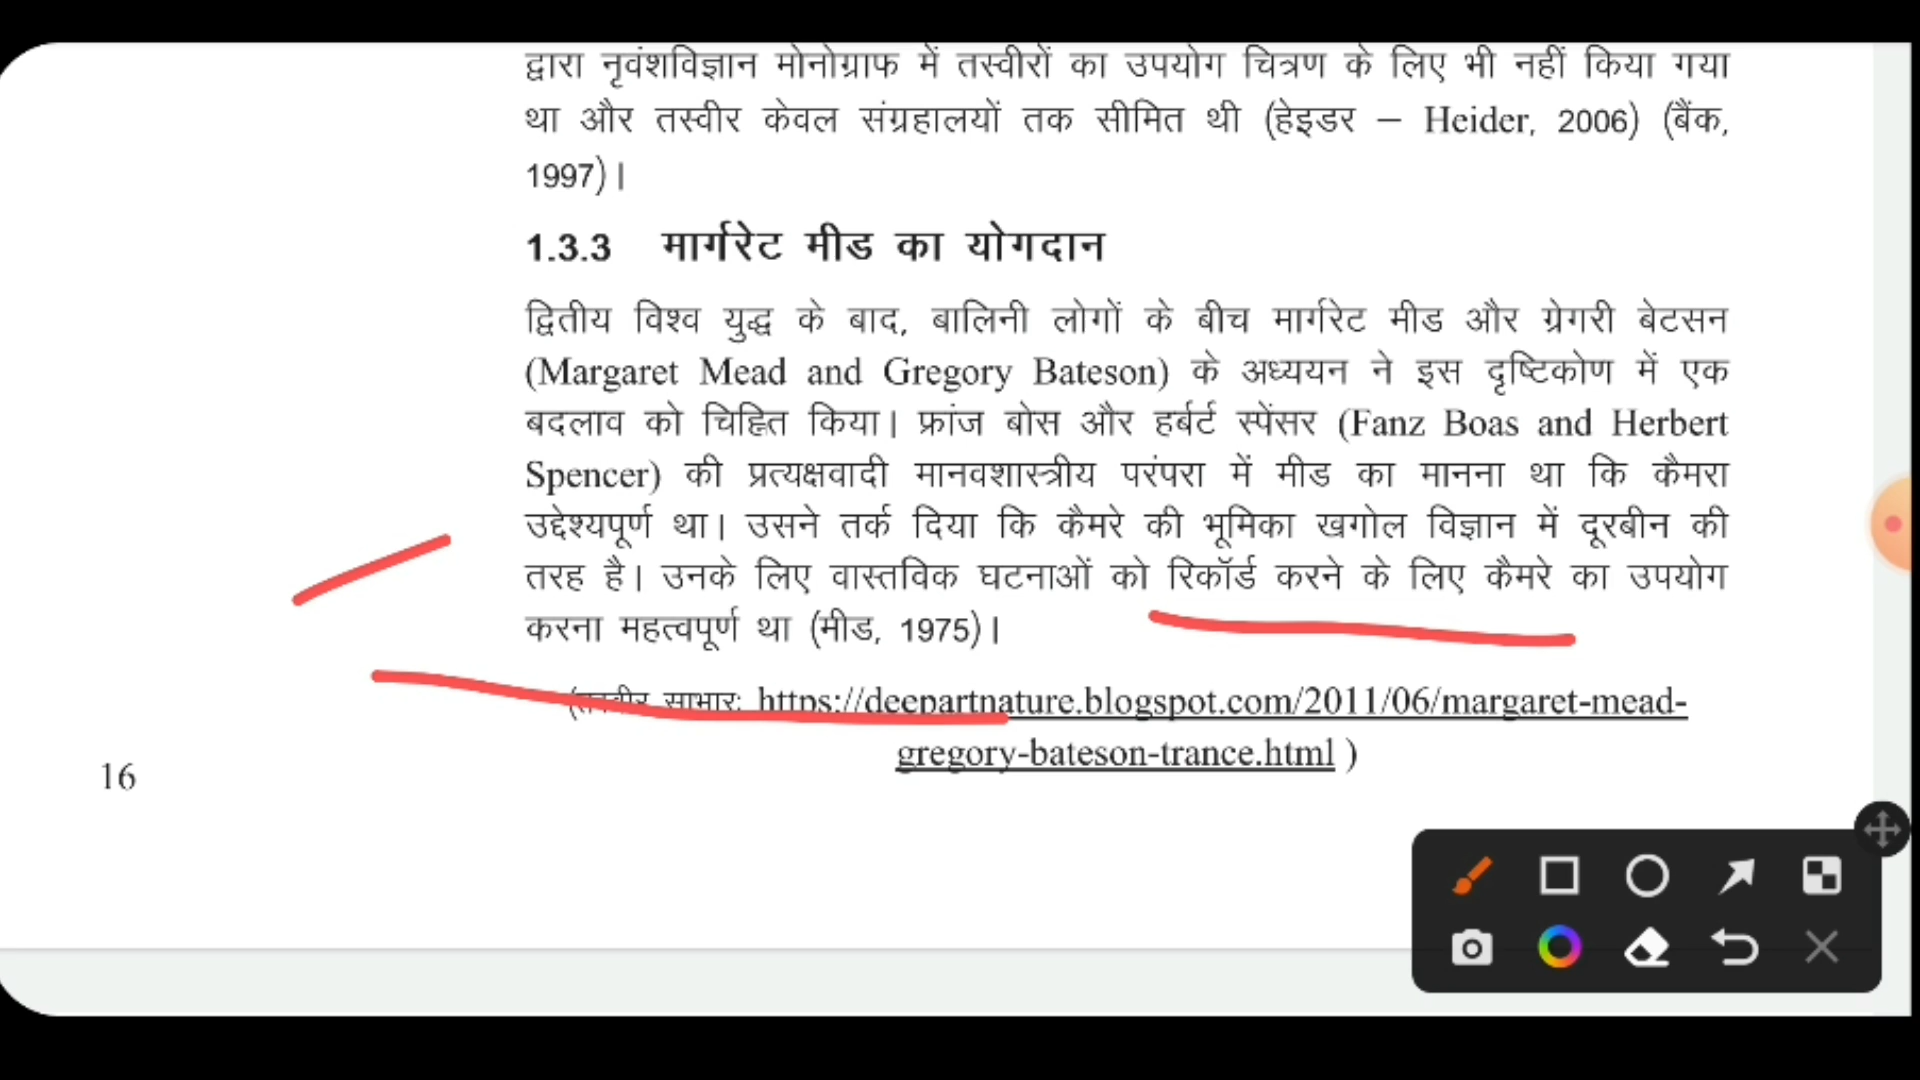 द्वारा नृवंशविज्ञान मोनोग्राफ में तस्वीरों का उपयोग चित्रण के लिए भी नहीं किया गया
था और तस्वीर केवल संग्रहालयों तक सीमित थी (हेइडर – Heider, 2006) (बैंक,
1997)।
1.3.3 मार्गरेट मीड का योगदान
द्वितीय विश्व युद्ध के बाद, बालिनी लोगों के बीच मार्गरेट मीड और ग्रेगरी बेटसन
(Margaret Mead and Gregory Bateson) के अध्ययन ने इस दृष्टिकोण में एक
बदलाव को चिह्नित किया। फ्रांज बोस और हर्बर्ट स्पेंसर (Fanz Boas and Herbert
Spencer) की प्रत्यक्षवादी मानवशास्त्रीय परंपरा में मीड का मानना था कि कैमरा
उद्देश्यपूर्ण था। उसने तर्क दिया कि कैमरे की भूमिका खगोल विज्ञान में दूरबीन की
तरह है। उनके लिए वास्तविक घटनाओं को रिकॉर्ड करने के लिए कैमरे का उपयोग
करना महत्वपूर्ण था (मीड, 1975)।
(तस्वीर साभार: https://deepartnature.blogspot.com/2011/06/margaret-mead-
gregory-bateson-trance.html )
16